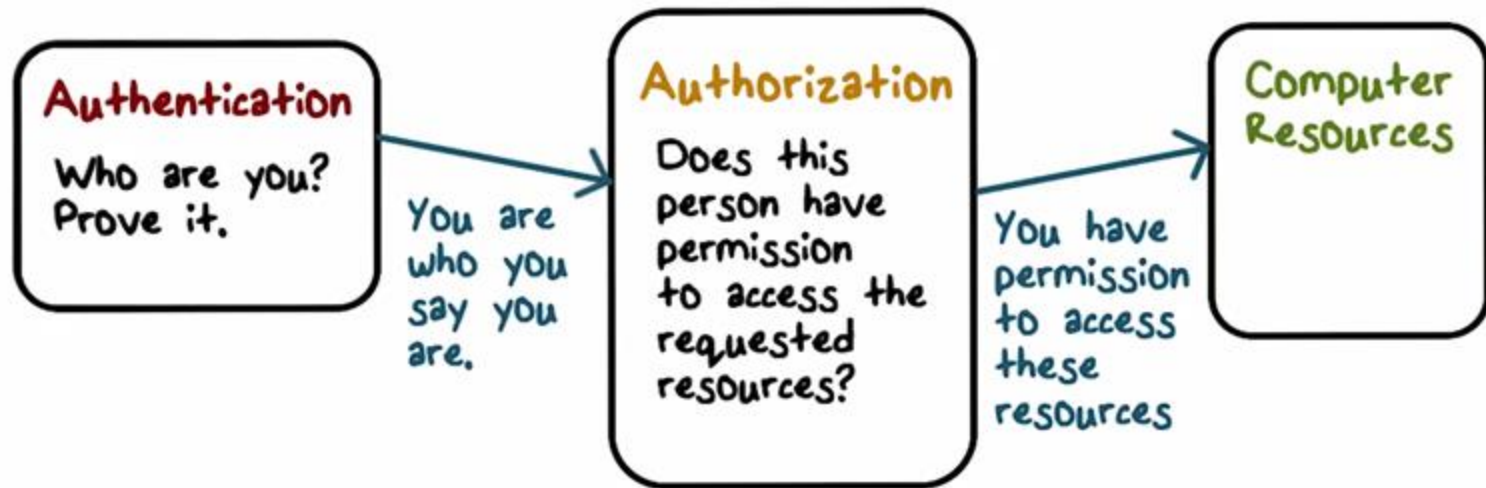 Authentication
Who are you?
Prove it.
You are
who you
say you
are.
Authorization
Does this
person have
permission
to access the
requested
resources?
You have
permission
to access
these
resources
Computer
Resources